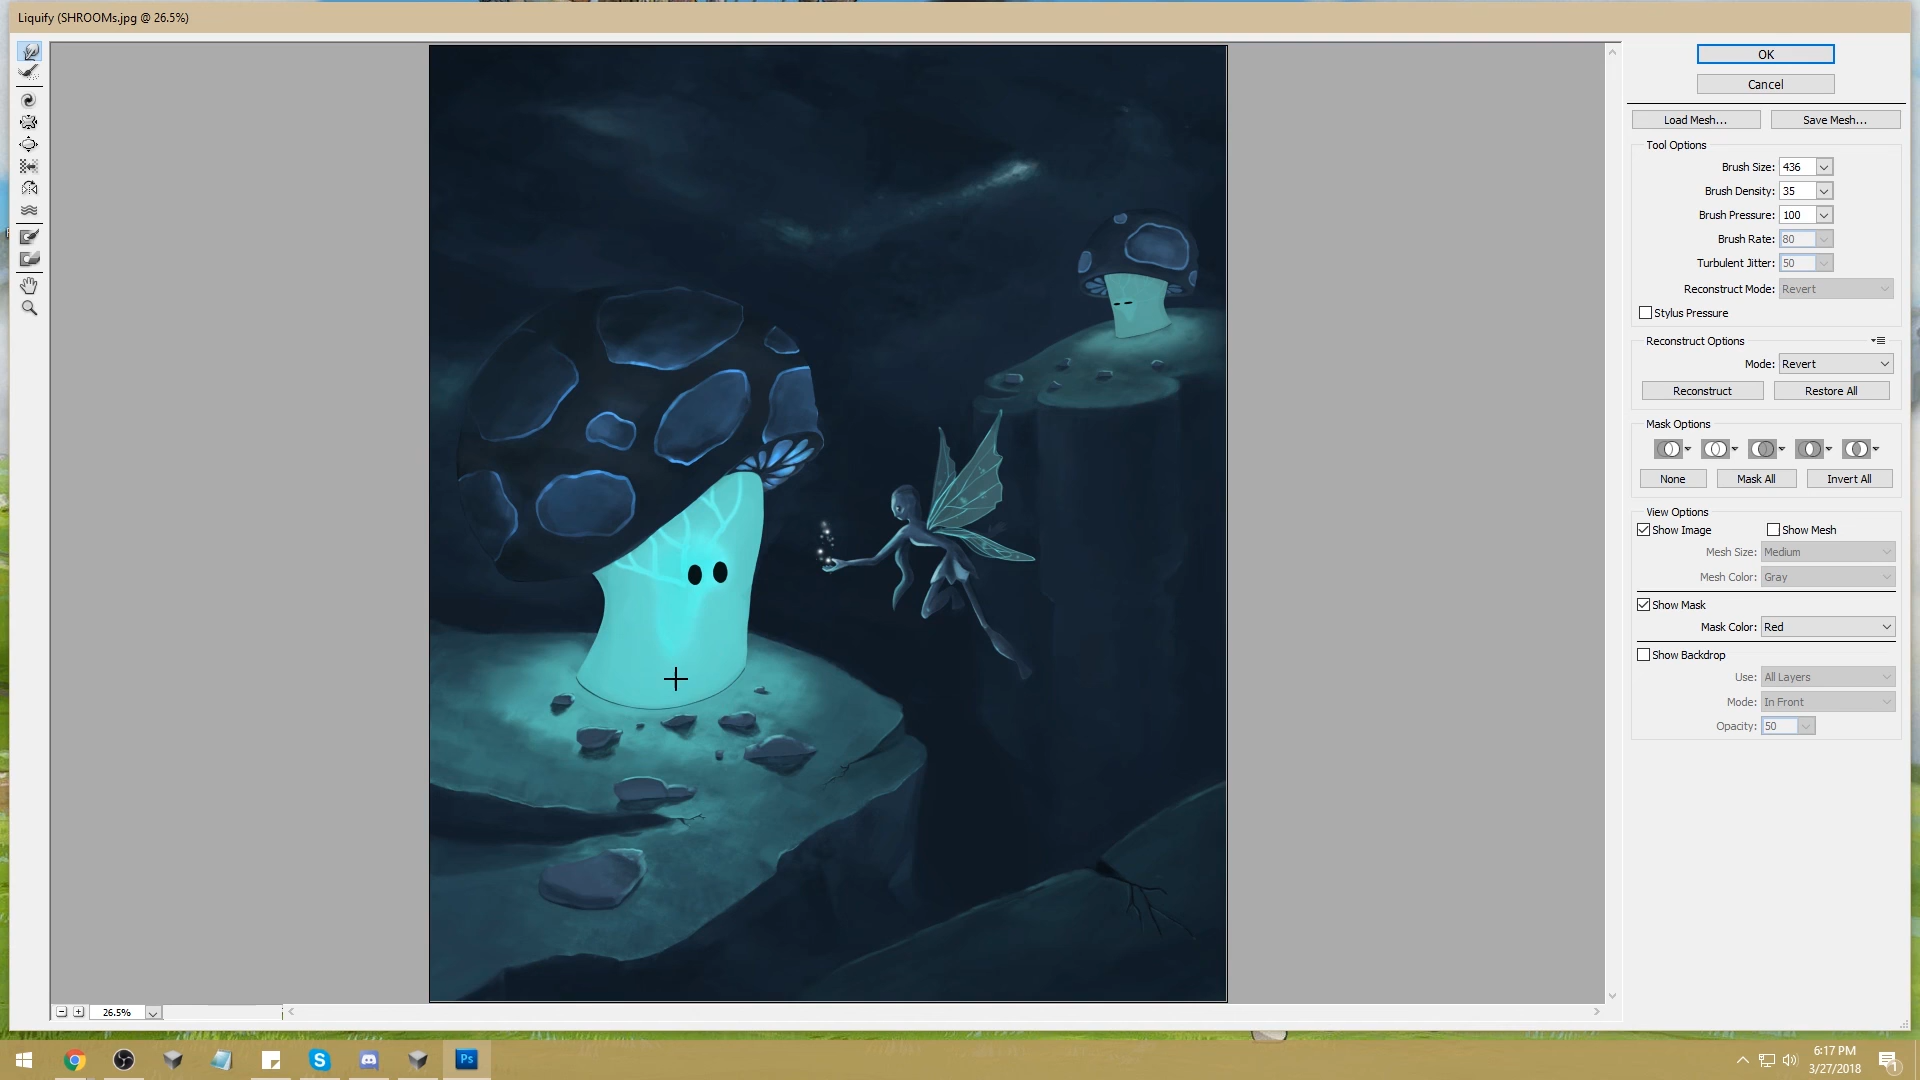 Liquify (SHROOMs.jpg @ 26.5%)
OK
Cancel
Load Mesh... Save Mesh...
Tool Options
Brush Size: 436
Brush Density: 35
Brush Pressure: 100
Brush Rate: 80
Turbulent Jitter: 50
Reconstruct Mode: Revert
Stylus Pressure
Reconstruct Options
Mode: Revert
Reconstruct Restore All
Mask Options
None Mask All Invert All
View Options
Show Image Show Mesh
Mesh Size: Medium
Mesh Color: Gray
Show Mask
Mask Color: Red
Show Backdrop
Use: All Layers
Mode: In Front
Opacity: 50
26.5%
Ps
6:17 PM
3/27/2018
1